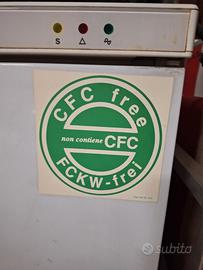 S
CFC free
non contiene CFC
FCKW-frei
subito